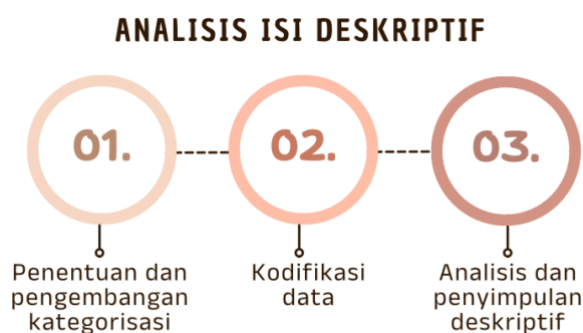 ANALISIS ISI DESKRIPTIF
01.
02.
03.
Penentuan dan
pengembangan
kategorisasi
Kodifikasi
data
Analisis dan
penyimpulan
deskriptif